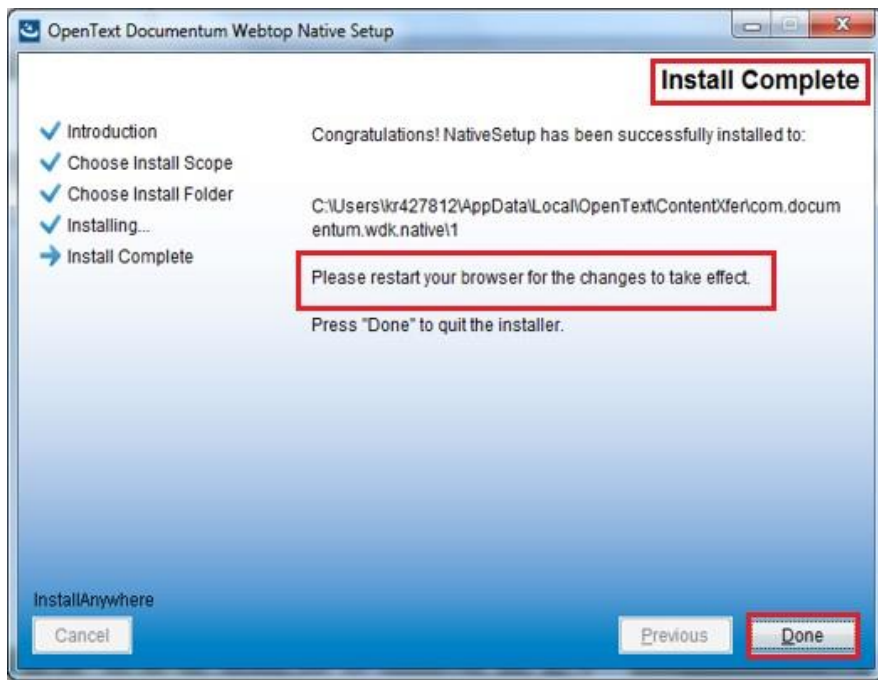 OpenText Documentum Webtop Native Setup
Install Complete
Introduction
Choose Install Scope
Choose Install Folder
Installing...
Install Complete
Congratulations! NativeSetup has been successfully installed to:
C:\Users\kr427812\AppData\Local\OpenText\ContentXfer\com.docum
entum.wdk.native\1
Please restart your browser for the changes to take effect.
Press "Done" to quit the installer.
InstallAnywhere
Cancel
Previous
Done